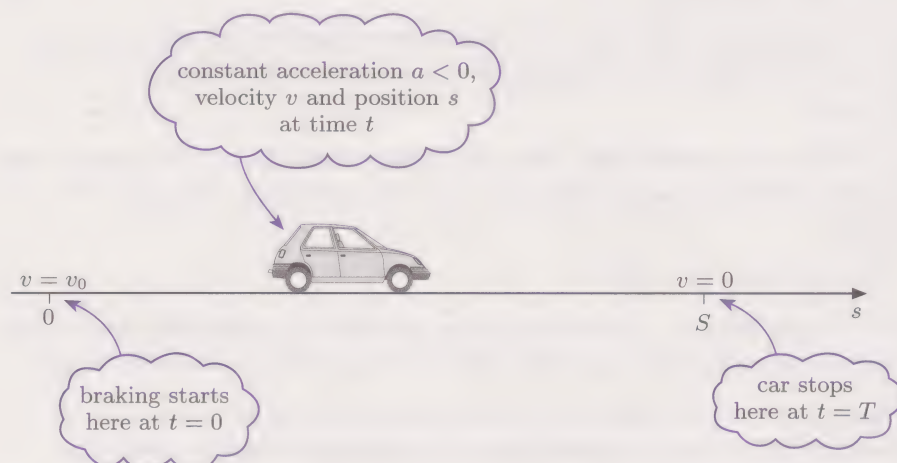 constant acceleration a < 0,
velocity v and position s
at time t
v = v₀
v = 0
0
S
s
braking starts
here at t = 0
car stops
here at t = T